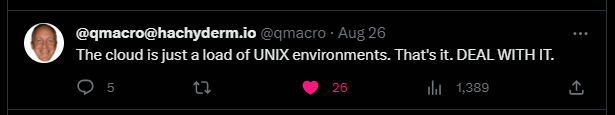 @qmacro@hachyderm.io @qmacro · Aug 26
The cloud is just a load of UNIX environments. That's it. DEAL WITH IT.
5 26 1,389